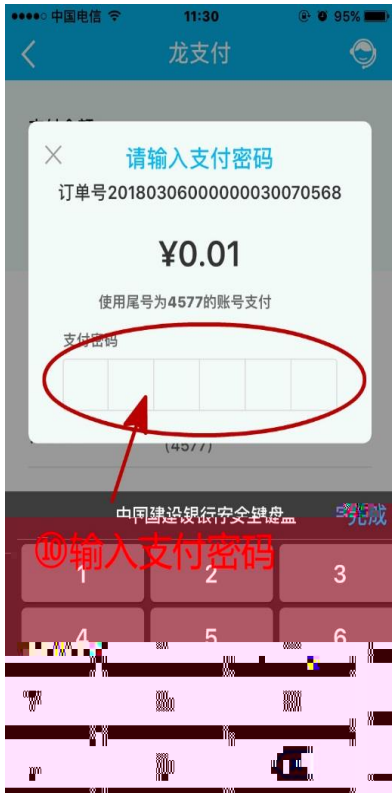 中国电信 11:30 95%
龙支付
请输入支付密码
订单号20180306000000030070568
¥0.01
使用尾号为4577的账号支付
支付密码
(4577)
中国建设银行安全键盘 完成
⑩输入支付密码
1 2 3
4 5 6